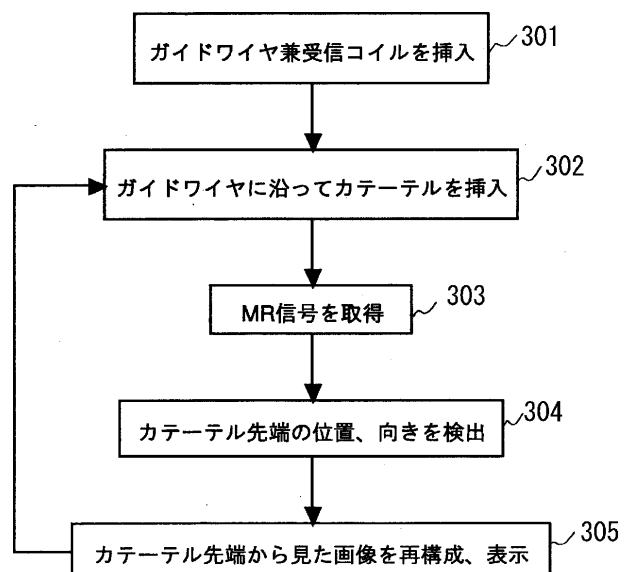 ガイドワイヤ兼受信コイルを挿入
301
ガイドワイヤに沿ってカテーテルを挿入
302
MR信号を取得
303
カテーテル先端の位置、向きを検出
304
カテーテル先端から見た画像を再構成、表示
305